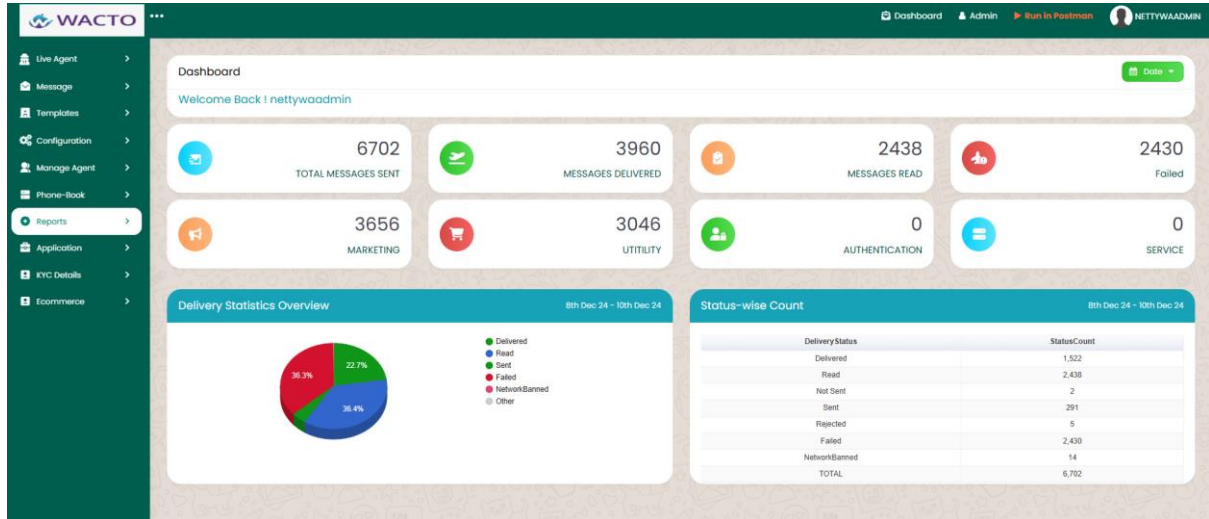 WACTO
Dashboard Admin Run in Postman NETTYWAADMIN
Live Agent
Message
Templates
Configuration
Manage Agent
Phone-Book
Reports
Application
KYC Details
Ecommerce
Dashboard
Date
Welcome Back ! nettywaadmin
6702
TOTAL MESSAGES SENT
3960
MESSAGES DELIVERED
2438
MESSAGES READ
2430
Failed
3656
MARKETING
3046
UTITILITY
0
AUTHENTICATION
0
SERVICE
Delivery Statistics Overview 8th Dec 24 - 10th Dec 24
22.7%
36.3%
36.4%
Delivered
Read
Sent
Failed
NetworkBanned
Other
Status-wise Count 8th Dec 24 - 10th Dec 24
DeliveryStatus StatusCount
Delivered 1,522
Read 2,438
Not Sent 2
Sent 291
Rejected 5
Failed 2,430
NetworkBanned 14
TOTAL 6,702